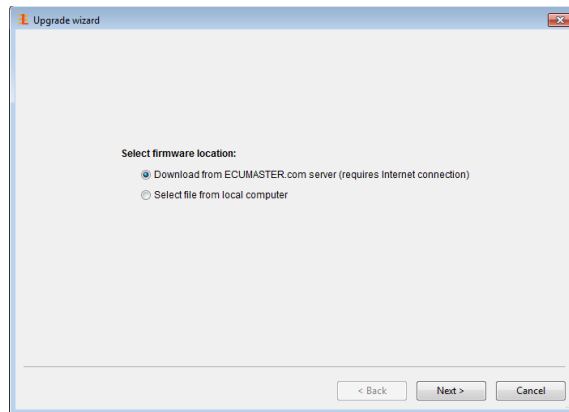 Upgrade wizard
Select firmware location:
Download from ECUMASTER.com server (requires Internet connection)
Select file from local computer
< Back
Next >
Cancel